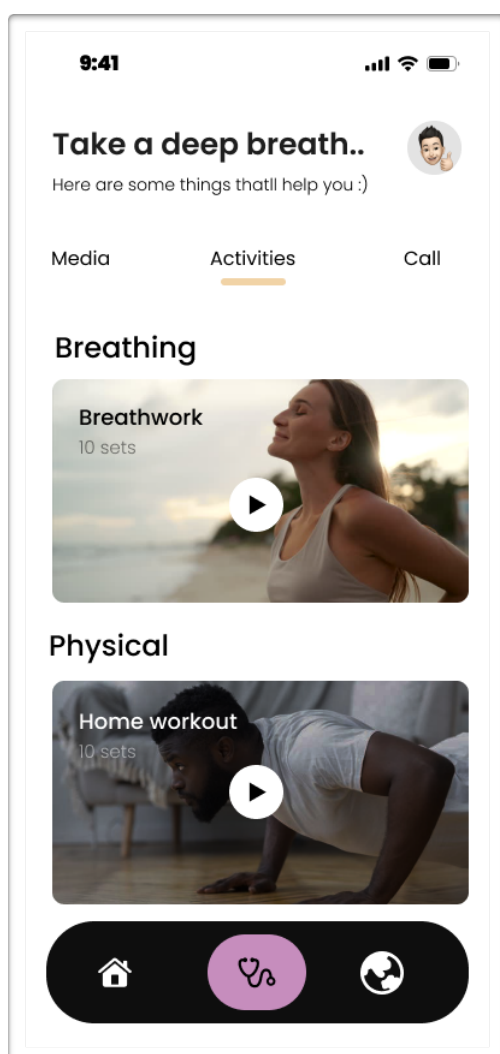 9:41
Take a deep breath..
Here are some things thatll help you :)
Media Activities Call
Breathing
Breathwork
10 sets
Physical
Home workout
10 sets